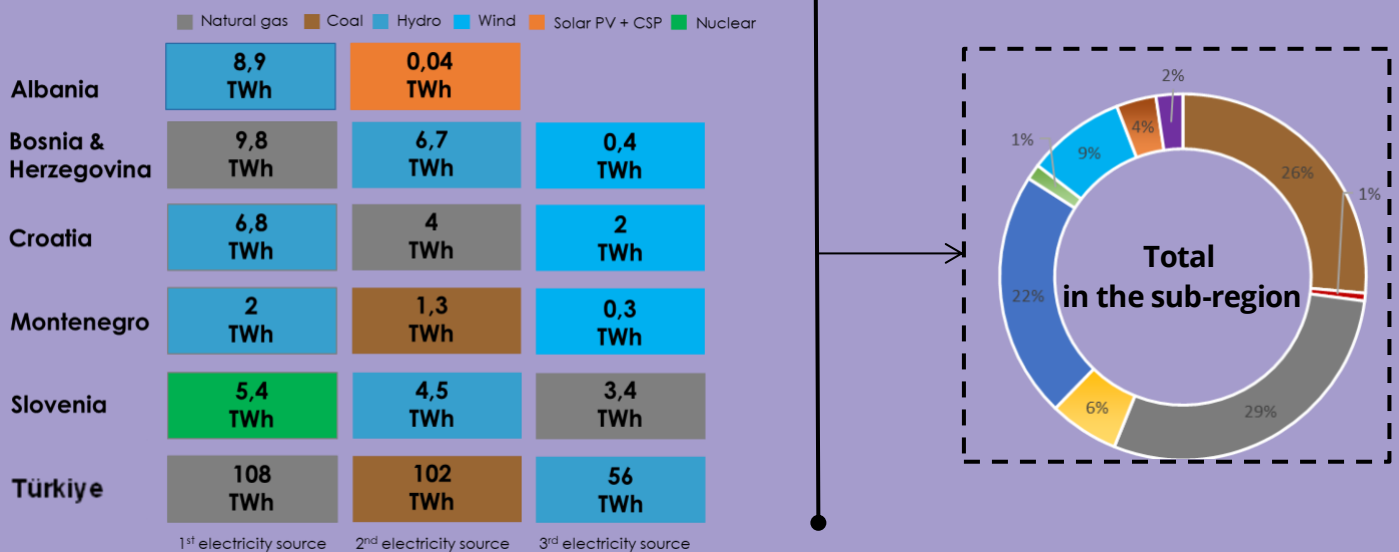 Natural gas Coal Hydro Wind Solar PV + CSP Nuclear
Albania
8,9
TWh
0,04
TWh
Bosnia &
Herzegovina
9,8
TWh
6,7
TWh
0,4
TWh
Croatia
6,8
TWh
4
TWh
2
TWh
Montenegro
2
TWh
1,3
TWh
0,3
TWh
Slovenia
5,4
TWh
4,5
TWh
3,4
TWh
Türkiye
108
TWh
102
TWh
56
TWh
1st electricity source 2nd electricity source 3rd electricity source
2%
4%
1%
9%
26%
1%
Total
in the sub-region
22%
6%
29%